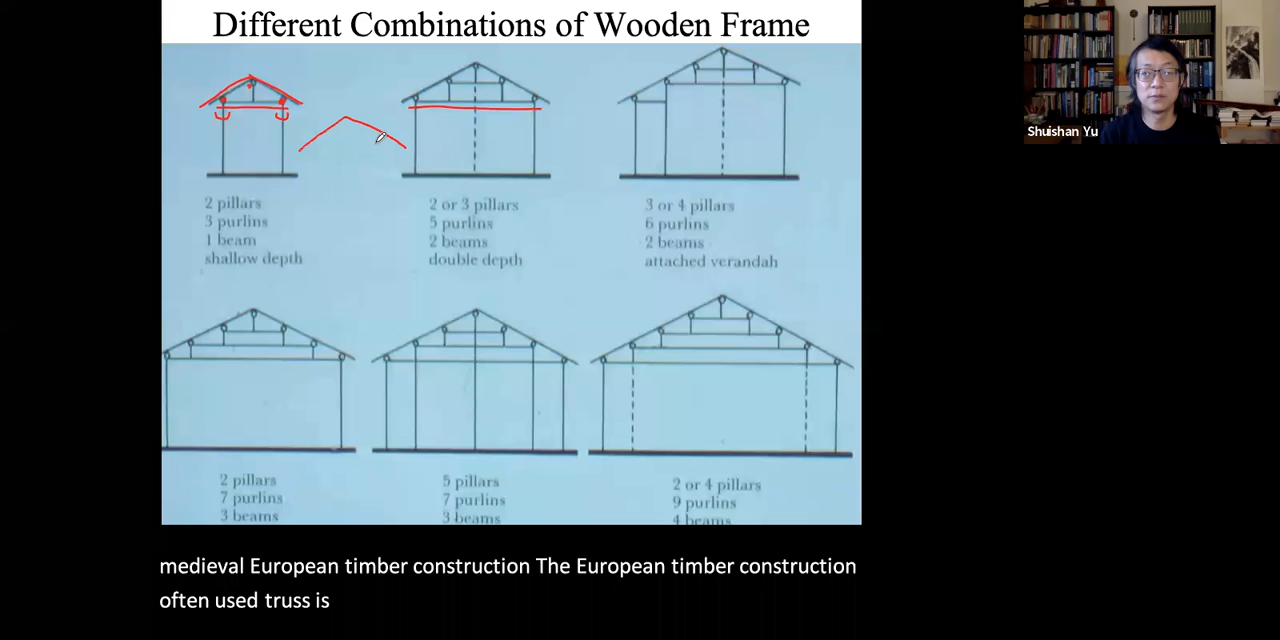 Different Combinations of Wooden Frame
Shuishan Yu
2 pillars
3 purlins
1 beam
shallow depth
2 or 3 pillars
5 purlins
2 beams
double depth
3 or 4 pillars
6 purlins
2 beams
attached verandah
2 pillars
7 purlins
3 beams
5 pillars
7 purlins
3 beams
2 or 4 pillars
9 purlins
4 beams
medieval European timber construction The European timber construction
often used truss is